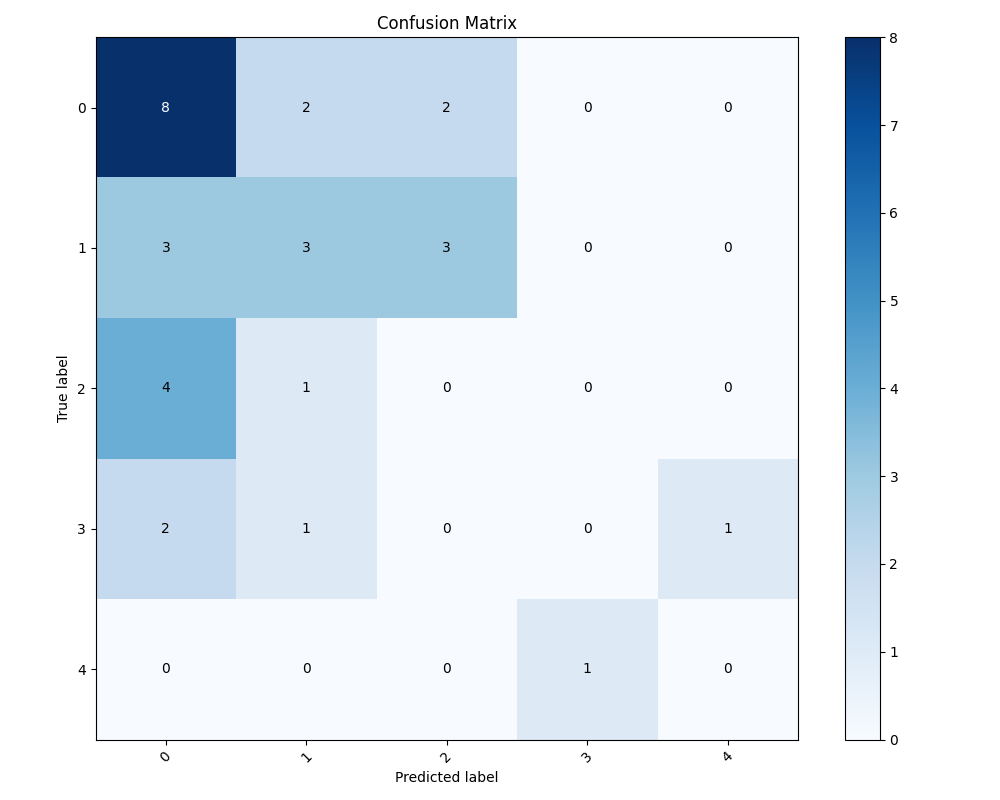 Confusion Matrix
0 8 2 2 0 0
1 3 3 3 0 0
2 4 1 0 0 0
3 2 1 0 0 1
4 0 0 0 1 0
0 1 2 3 4
True label
Predicted label
8
7
6
5
4
3
2
1
0